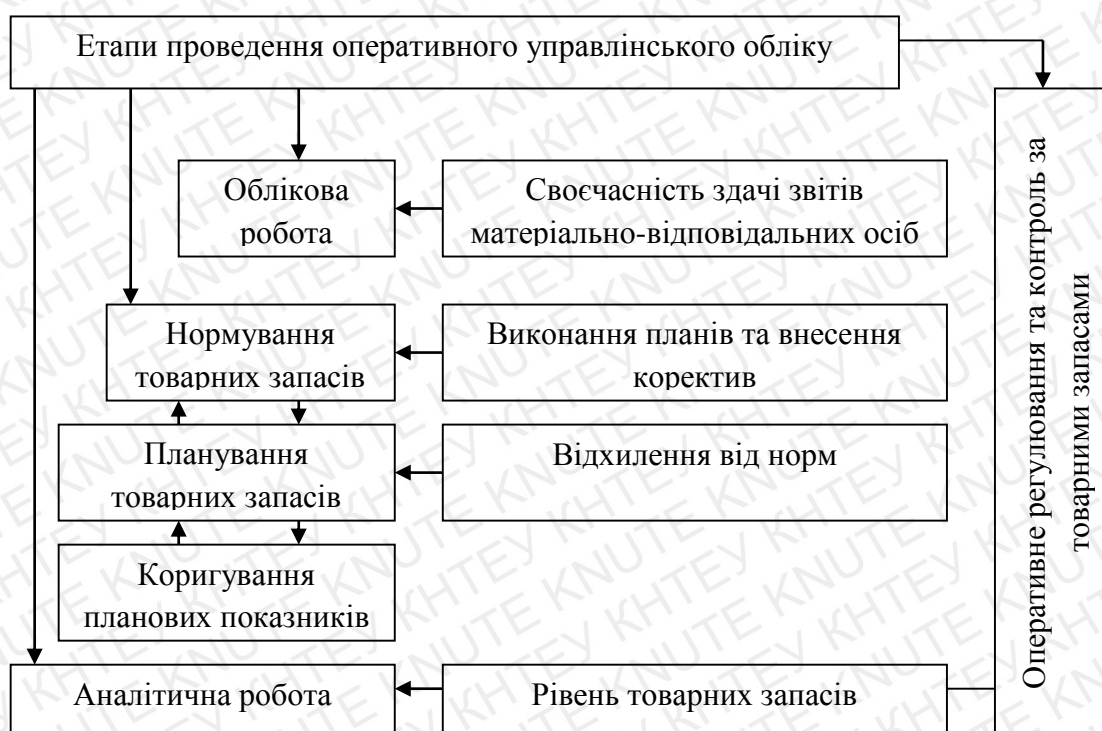 Етапи проведення оперативного управлінського обліку
Облікова
робота
Своєчасність здачі звітів
матеріально-відповідальних осіб
Нормування
товарних запасів
Виконання планів та внесення
коректив
Планування
товарних запасів
Відхилення від норм
Коригування
планових показників
Аналітична робота
Рівень товарних запасів
Оперативне регулювання та контроль за
товарними запасами